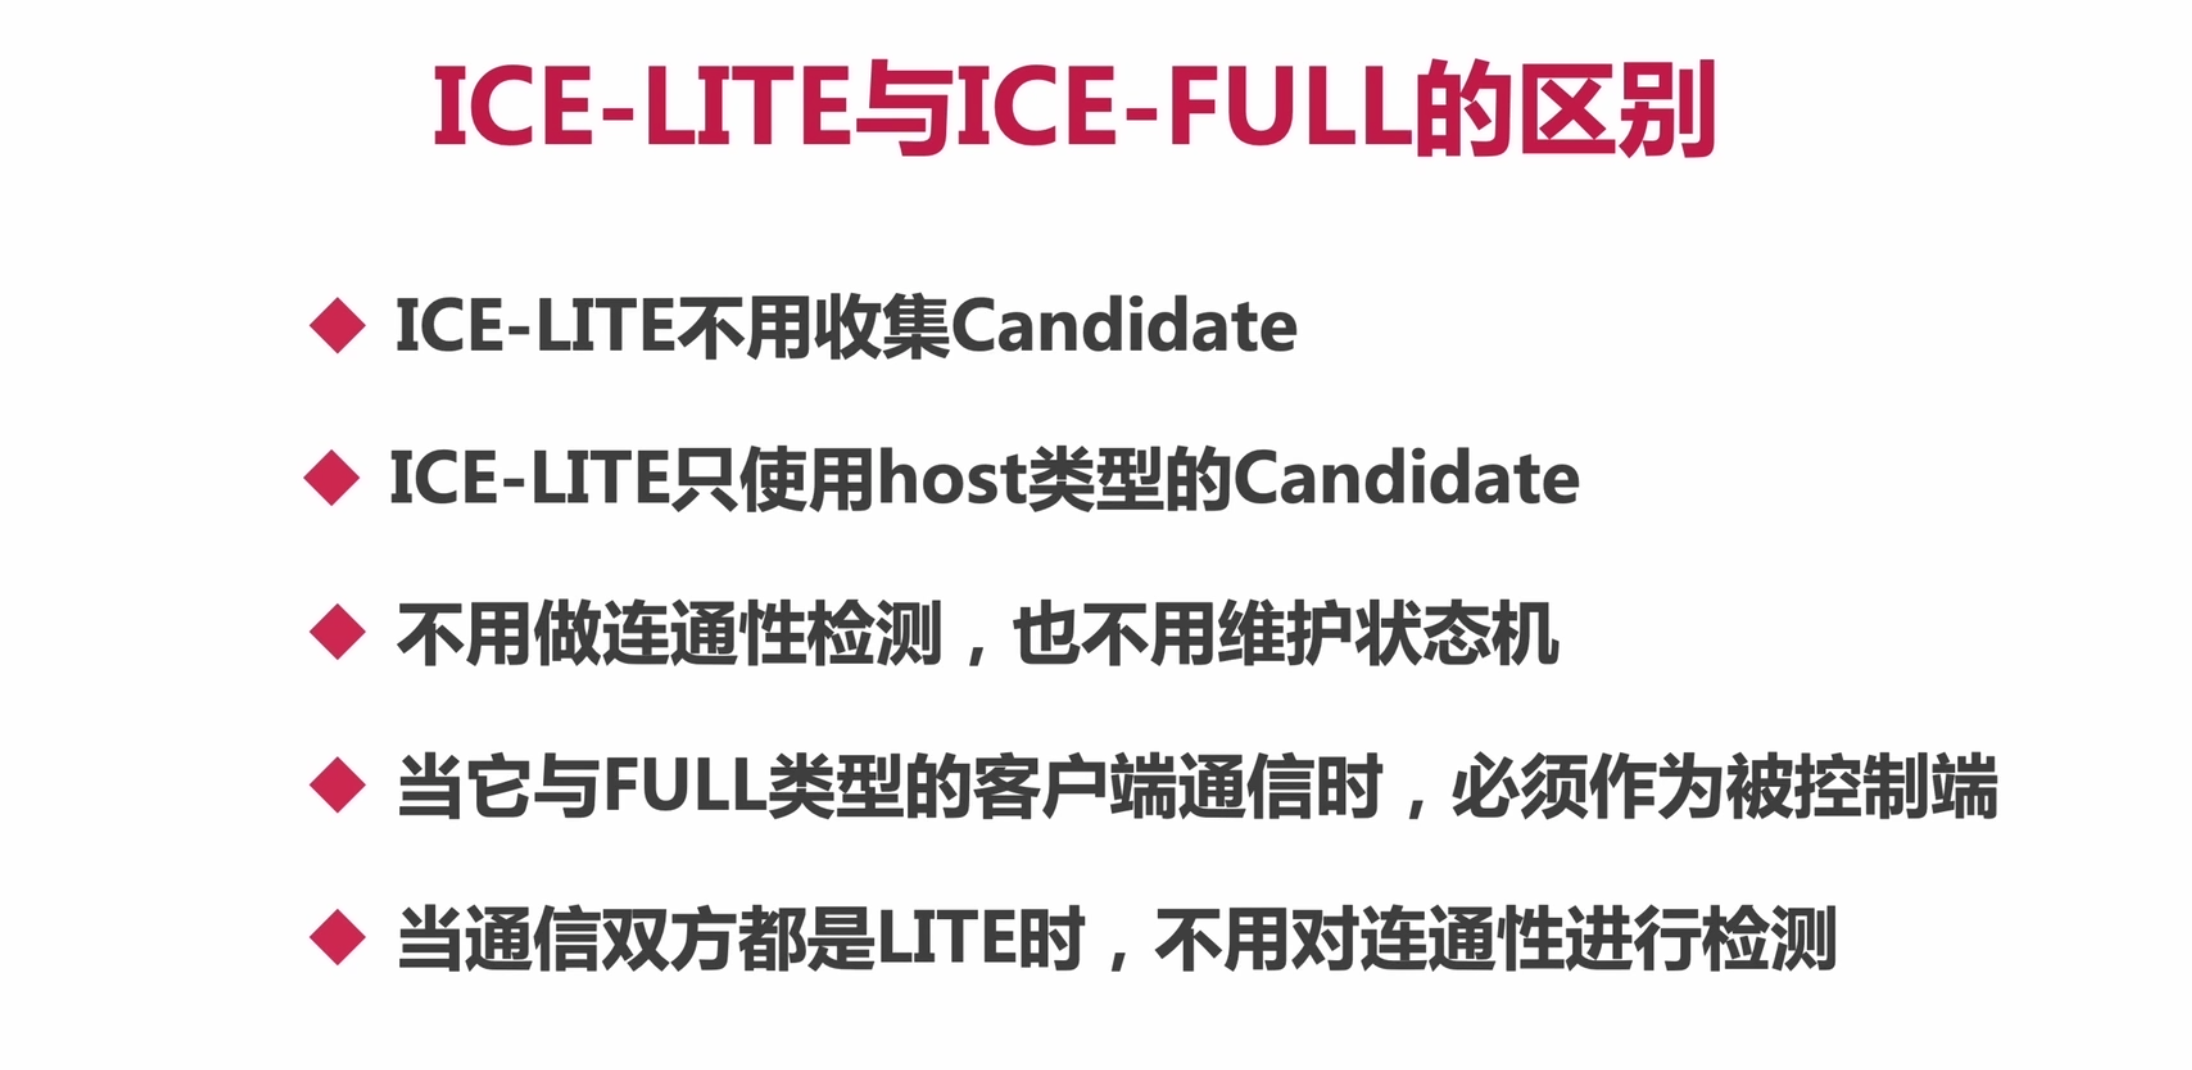 ICE-LITE与ICE-FULL的区别
ICE-LITE不用收集Candidate
ICE-LITE只使用host类型的Candidate
不用做连通性检测，也不用维护状态机
当它与FULL类型的客户端通信时，必须作为被控制端
当通信双方都是LITE时，不用对连通性进行检测